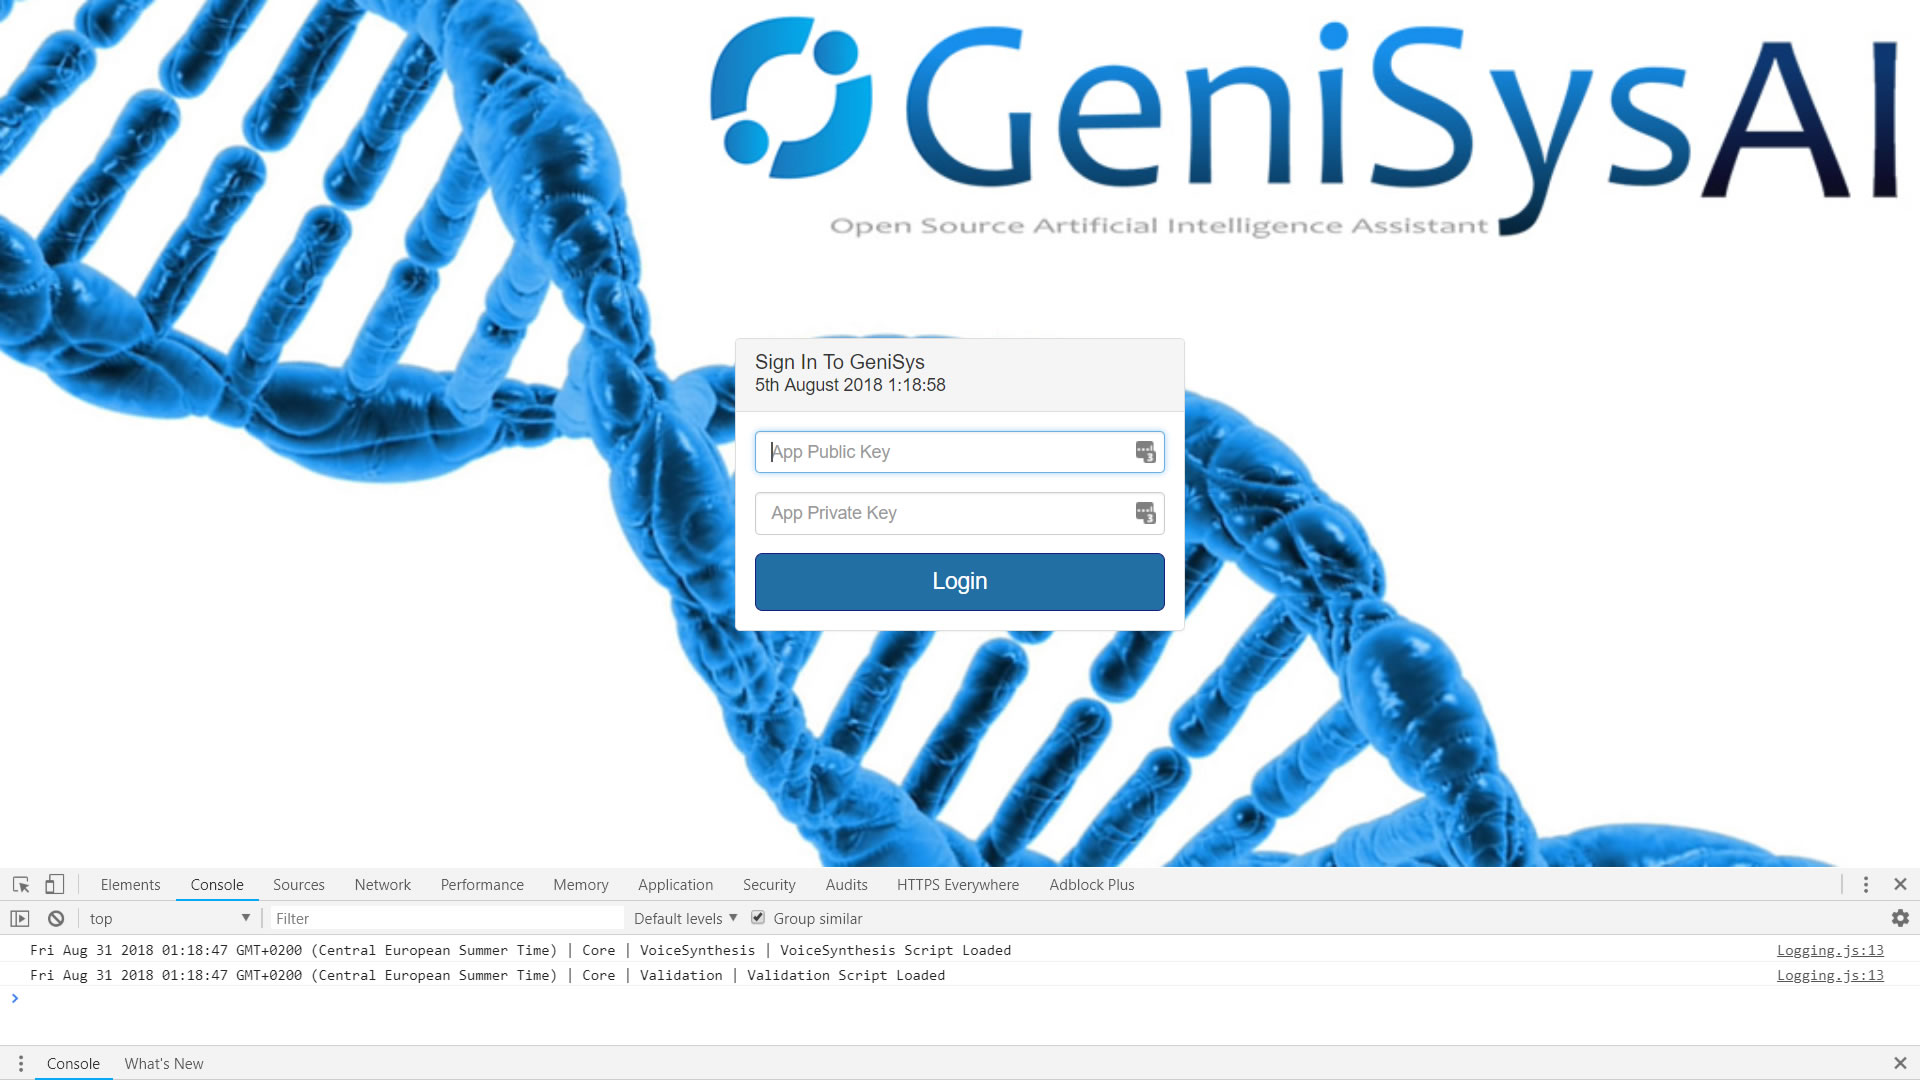 GeniSysAI
Open Source Artificial Intelligence Assistant
Sign In To GeniSys
5th August 2018 1:18:58
App Public Key
3
App Private Key
3
Login
Elements Console Sources Network Performance Memory Application Security Audits HTTPS Everywhere Adblock Plus
top Filter Default levels Group similar
Fri Aug 31 2018 01:18:47 GMT+0200 (Central European Summer Time) | Core | VoiceSynthesis | VoiceSynthesis Script Loaded Logging.js:13
Fri Aug 31 2018 01:18:47 GMT+0200 (Central European Summer Time) | Core | Validation | Validation Script Loaded Logging.js:13
Console What's New